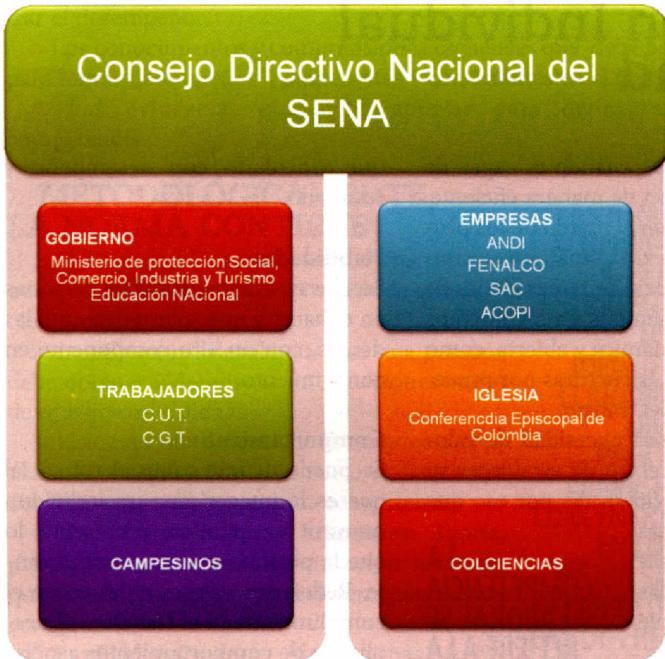 Consejo Directivo Nacional del
SENA
GOBIERNO
Ministerio de protección Social,
Comercio, Industria y Turismo
Educación NAcional
EMPRESAS
ANDI
FENALCO
SAC
ACOPI
TRABAJADORES
C.U.T.
C.G.T.
IGLESIA
Conferencdia Episcopal de
Colombia
CAMPESINOS
COLCIENCIAS